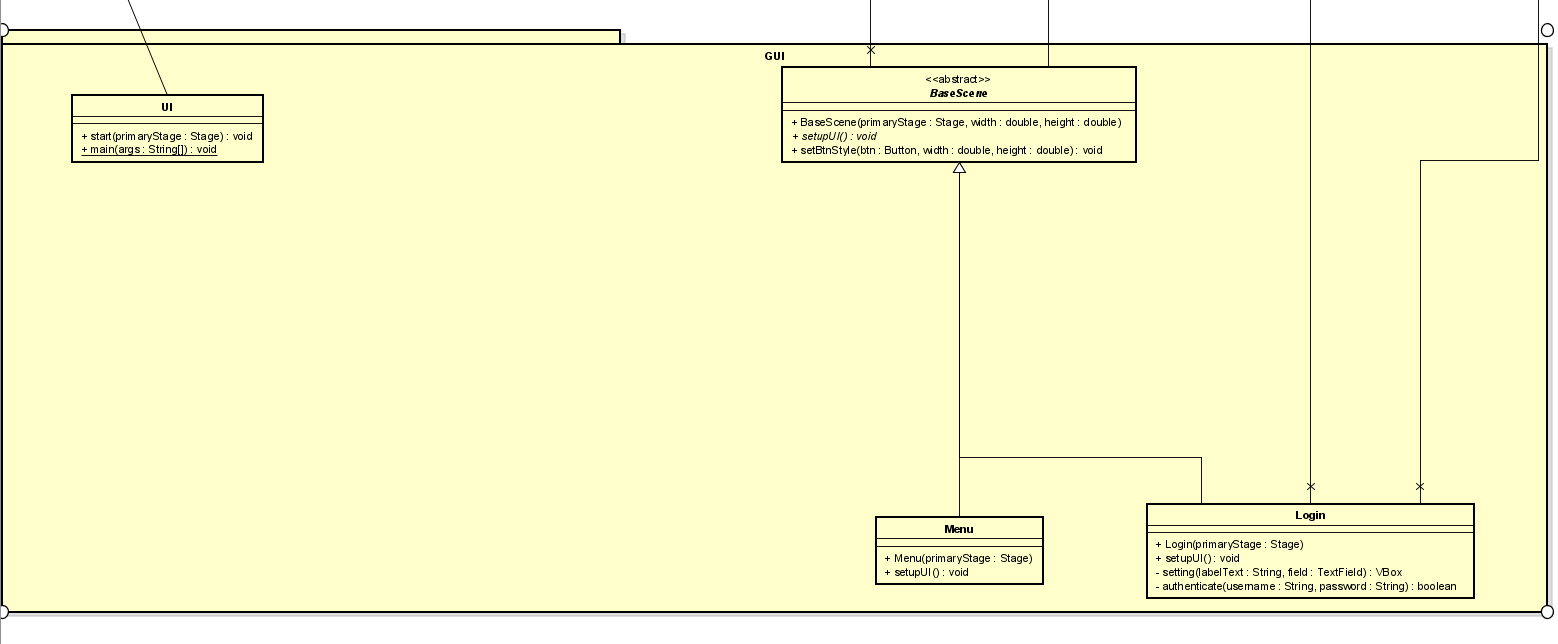 GUI
UI
+ start(primaryStage : Stage) : void
+ main(args : String[]) : void
<<abstract>>
BaseScene
+ BaseScene(primaryStage : Stage, width : double, height : double)
+ setupUI() : void
+ setBtnStyle(btn : Button, width : double, height : double) : void
Menu
+ Menu(primaryStage : Stage)
+ setupUI() : void
Login
+ Login(primaryStage : Stage)
+ setupUI() : void
- setting(labelText : String, field : TextField) : VBox
- authenticate(username : String, password : String) : boolean